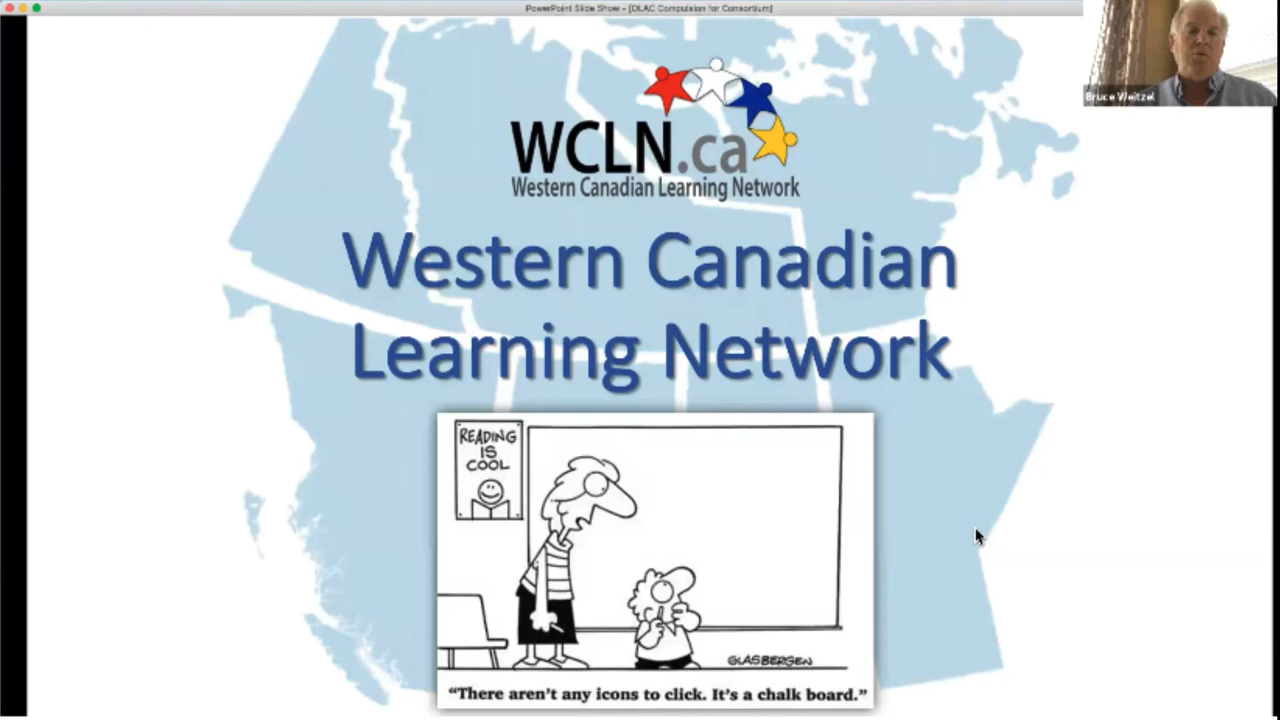 PowerPoint Slide Show - [DLAC Compulsion for Consortium]
Bruce Weitzel
WCLN.ca
Western Canadian Learning Network
Western Canadian
Learning Network
READING
IS
COOL
GLASBERGEN
“There aren’t any icons to click. It’s a chalk board.”